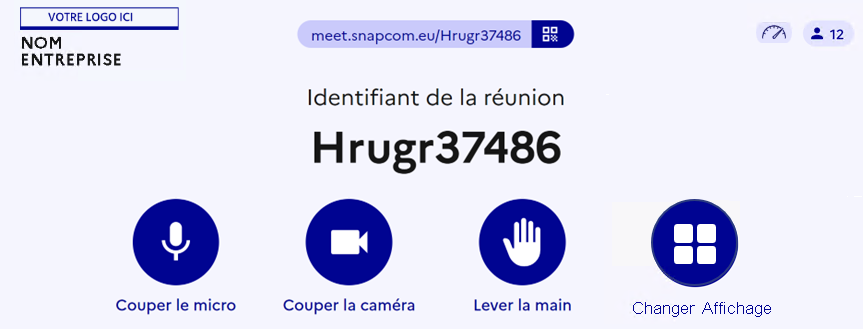 VOTRE LOGO ICI
NOM
ENTREPRISE
meet.snapcom.eu/Hrugr37486
12
Identifiant de la réunion
Hrugr37486
Couper le micro
Couper la caméra
Lever la main
Changer Affichage